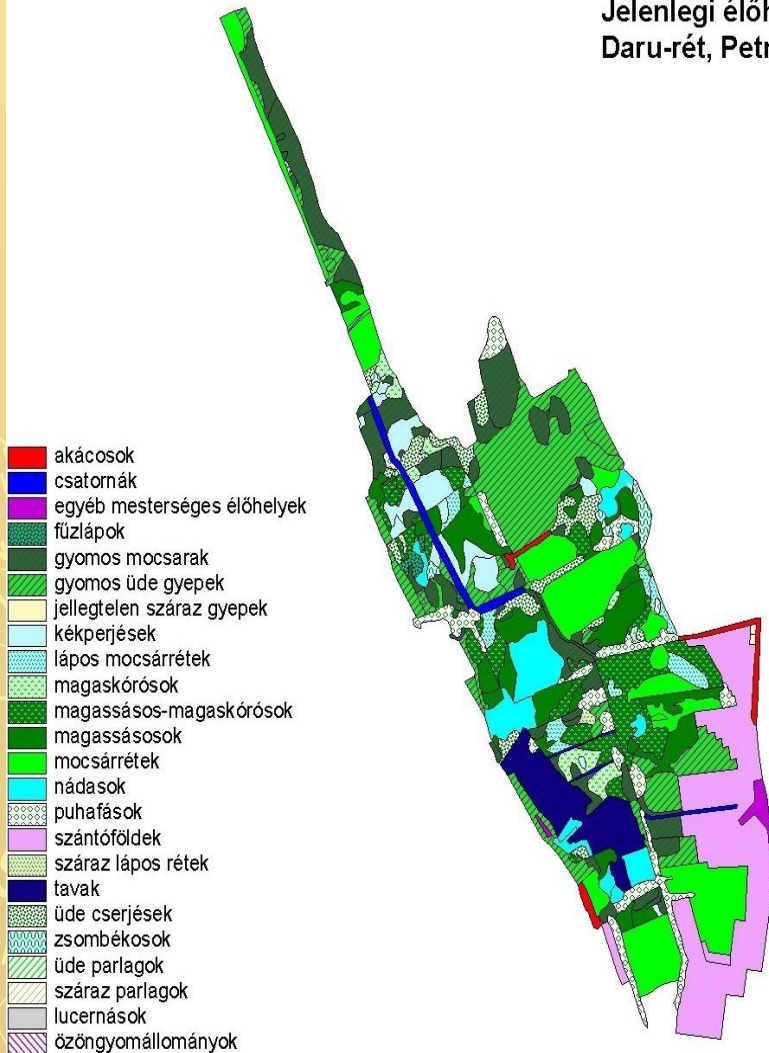 Jelenlegi élőh
Daru-rét, Petr
akácosok
csatornák
egyéb mesterséges élőhelyek
fűzlápok
gyomos mocsarak
gyomos üde gyepek
jellegtelen száraz gyepek
kékperjések
lápos mocsárrétek
magaskórósok
magassásos-magaskórósok
magassásosok
mocsárrétek
nádasok
puhafások
szántóföldek
száraz lápos rétek
tavak
üde cserjések
zsombékosok
üde parlagok
száraz parlagok
lucernások
özöngyomállományok